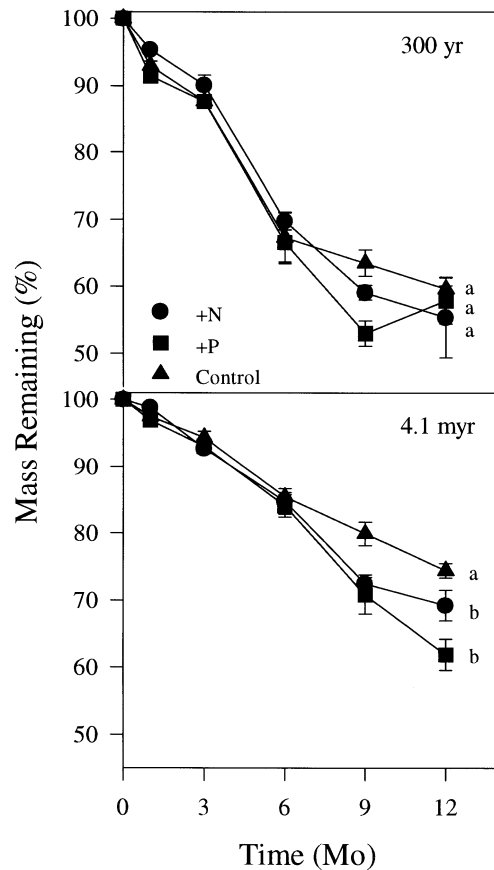 100
300 yr
90
80
70
60
50
a
a
a
+N
+P
Control
Mass Remaining (%)
100
4.1 myr
90
80
70
60
50
a
b
b
0
3
6
9
12
Time (Mo)